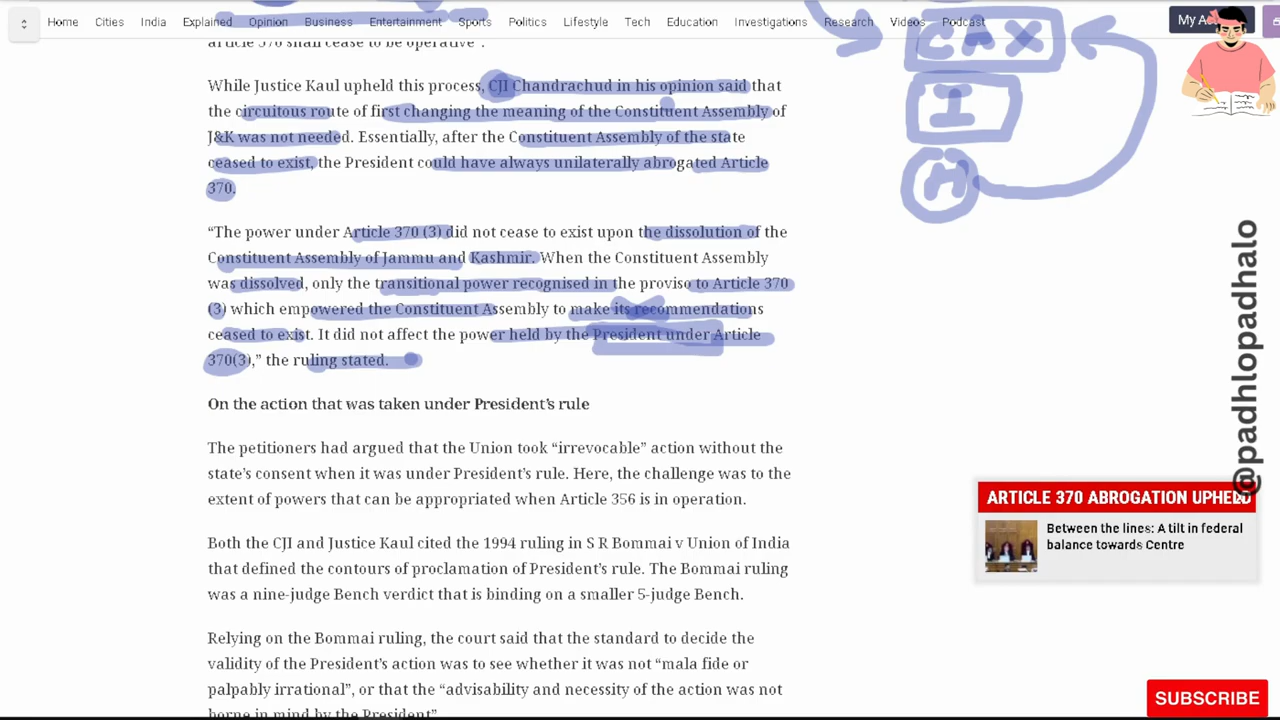 Home Cities India Explained Opinion Business Entertainment Sports Politics Lifestyle Tech Education Investigations Research Videos Podcast My
article 370 shall cease to be operative".
While Justice Kaul upheld this process, CJI Chandrachud in his opinion said that
the circuitous route of first changing the meaning of the Constituent Assembly of
J&K was not needed. Essentially, after the Constituent Assembly of the state
ceased to exist, the President could have always unilaterally abrogated Article
370.
“The power under Article 370 (3) did not cease to exist upon the dissolution of the
Constituent Assembly of Jammu and Kashmir. When the Constituent Assembly
was dissolved, only the transitional power recognised in the proviso to Article 370
(3) which empowered the Constituent Assembly to make its recommendations
ceased to exist. It did not affect the power held by the President under Article
370(3),” the ruling stated.
On the action that was taken under President’s rule
The petitioners had argued that the Union took “irrevocable” action without the
state’s consent when it was under President’s rule. Here, the challenge was to the
extent of powers that can be appropriated when Article 356 is in operation.
Both the CJI and Justice Kaul cited the 1994 ruling in S R Bommai v Union of India
that defined the contours of proclamation of President’s rule. The Bommai ruling
was a nine-judge Bench verdict that is binding on a smaller 5-judge Bench.
Relying on the Bommai ruling, the court said that the standard to decide the
validity of the President’s action was to see whether it was not “mala fide or
palpably irrational”, or that the “advisability and necessity of the action was not
borne in mind by the President”
I
@padhlopadhalo
ARTICLE 370 ABROGATION UPHELD
Between the lines: A tilt in federal
balance towards Centre
SUBSCRIBE